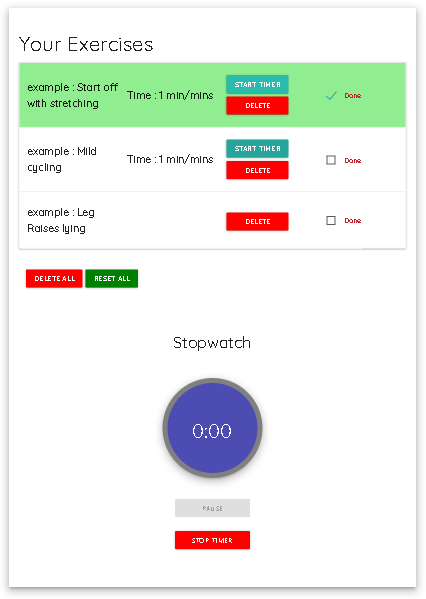 Your Exercises
example : Start off
with stretching
Time : 1 min/mins
START TIMER
DELETE
Done
example : Mild
cycling
Time : 1 min/mins
START TIMER
DELETE
Done
example : Leg
Raises lying
DELETE
Done
DELETE ALL
RESET ALL
Stopwatch
0:00
PAUSE
STOP TIMER